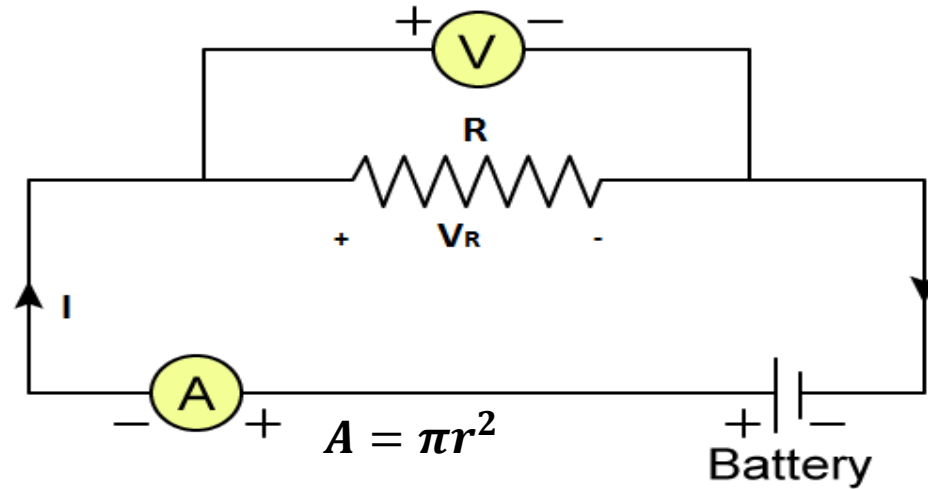 + V −
R
+ VR -
I
− A +
A = πr²
+ −
Battery